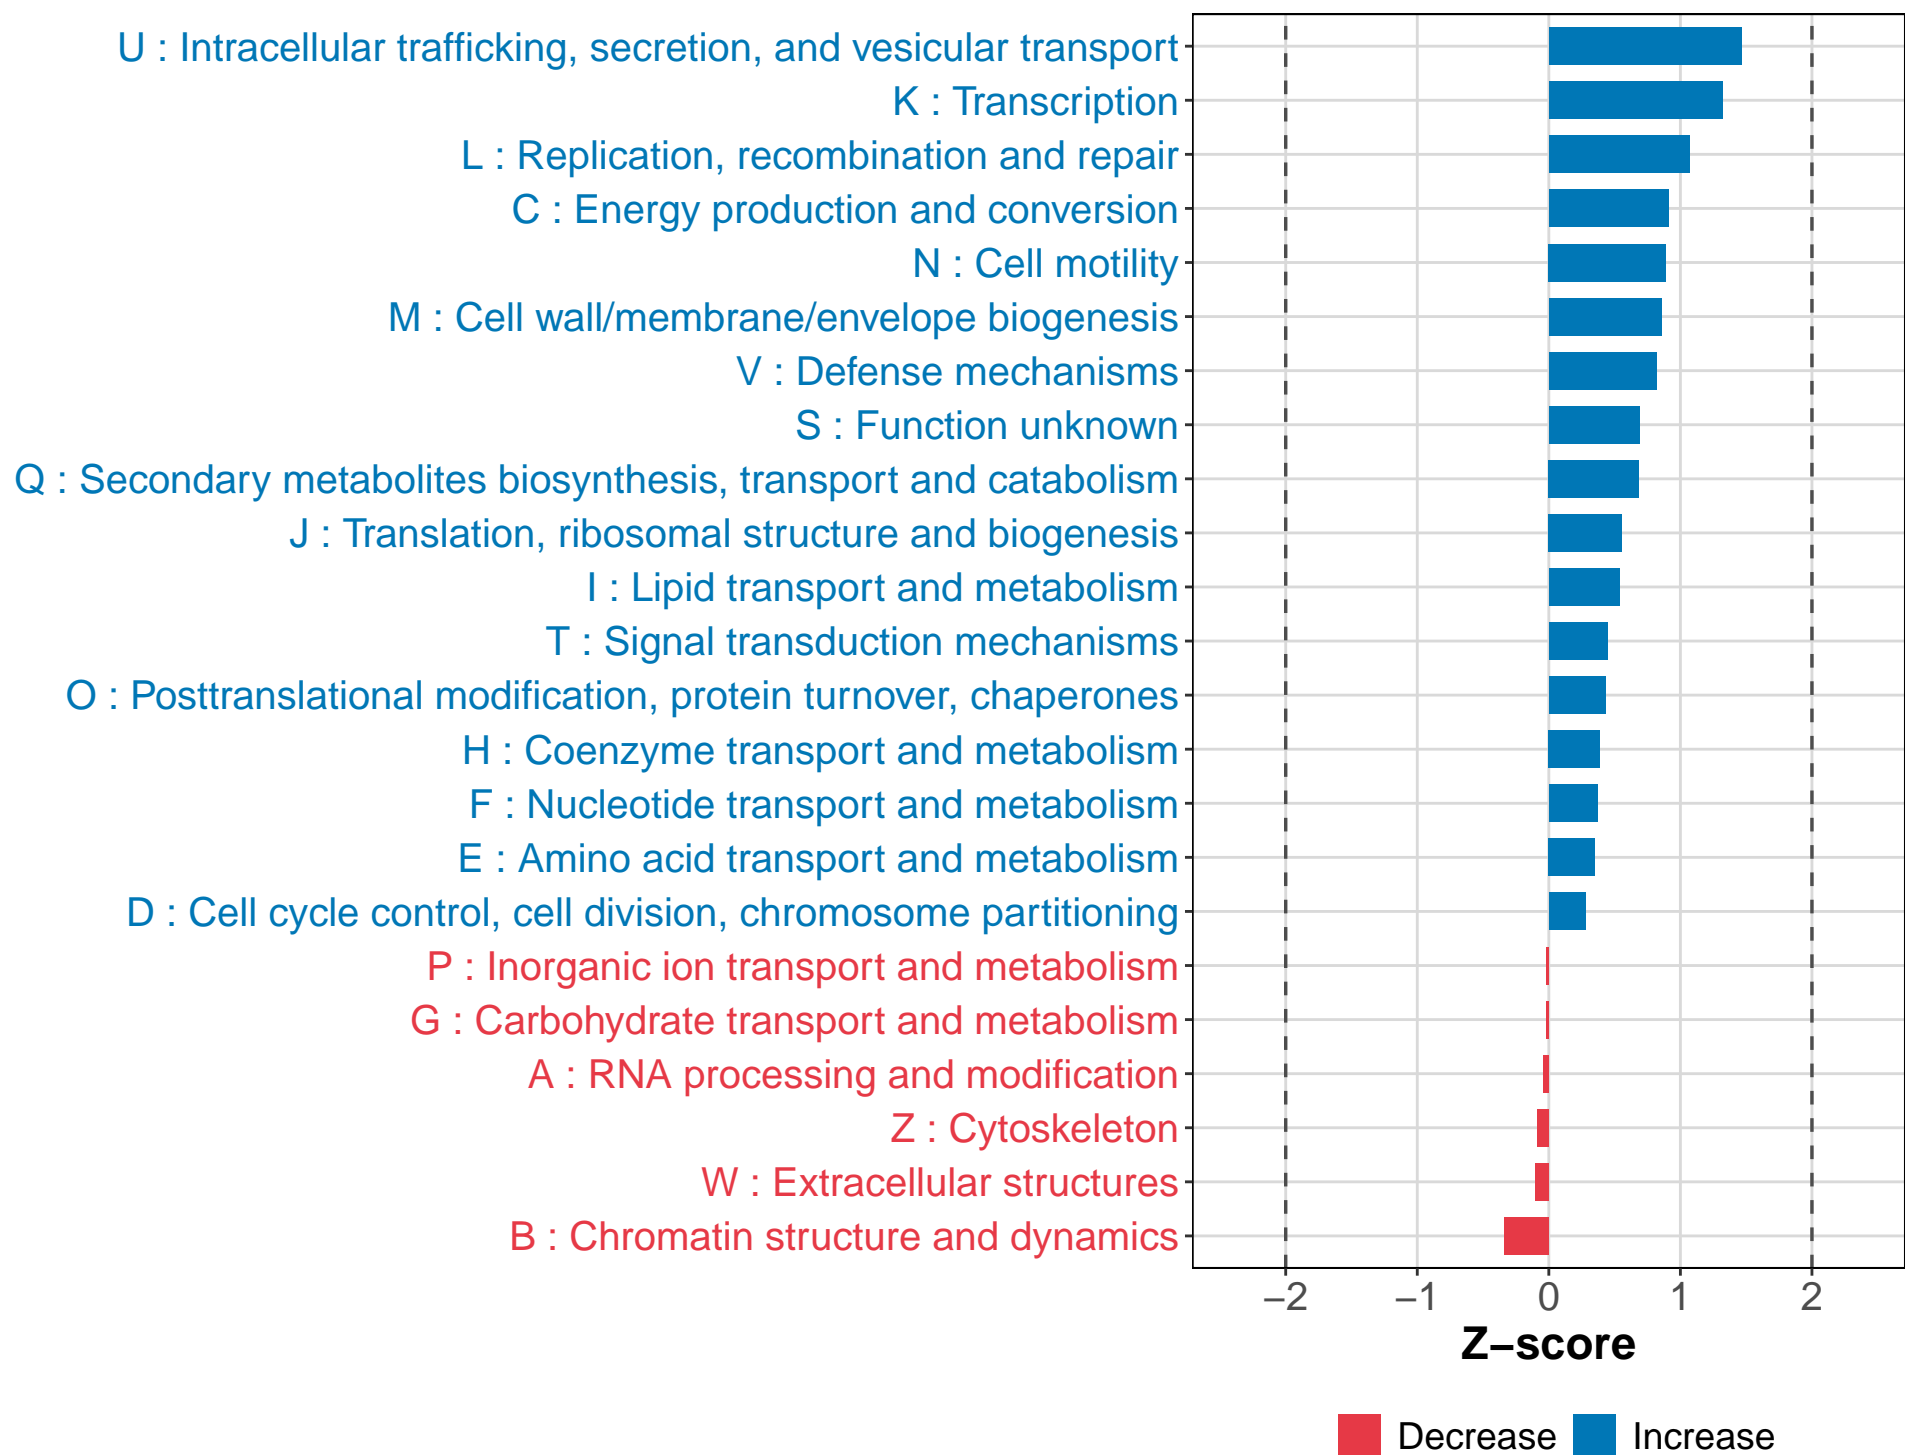 U : Intracellular trafficking, secretion, and vesicular transport
K : Transcription
L : Replication, recombination and repair
C : Energy production and conversion
N : Cell motility
M : Cell wall/membrane/envelope biogenesis
V : Defense mechanisms
S : Function unknown
Q : Secondary metabolites biosynthesis, transport and catabolism
J : Translation, ribosomal structure and biogenesis
I : Lipid transport and metabolism
T : Signal transduction mechanisms
O : Posttranslational modification, protein turnover, chaperones
H : Coenzyme transport and metabolism
F : Nucleotide transport and metabolism
E : Amino acid transport and metabolism
D : Cell cycle control, cell division, chromosome partitioning
P : Inorganic ion transport and metabolism
G : Carbohydrate transport and metabolism
A : RNA processing and modification
Z : Cytoskeleton
W : Extracellular structures
B : Chromatin structure and dynamics
−2 −1 0 1 2
Z−score
Decrease Increase